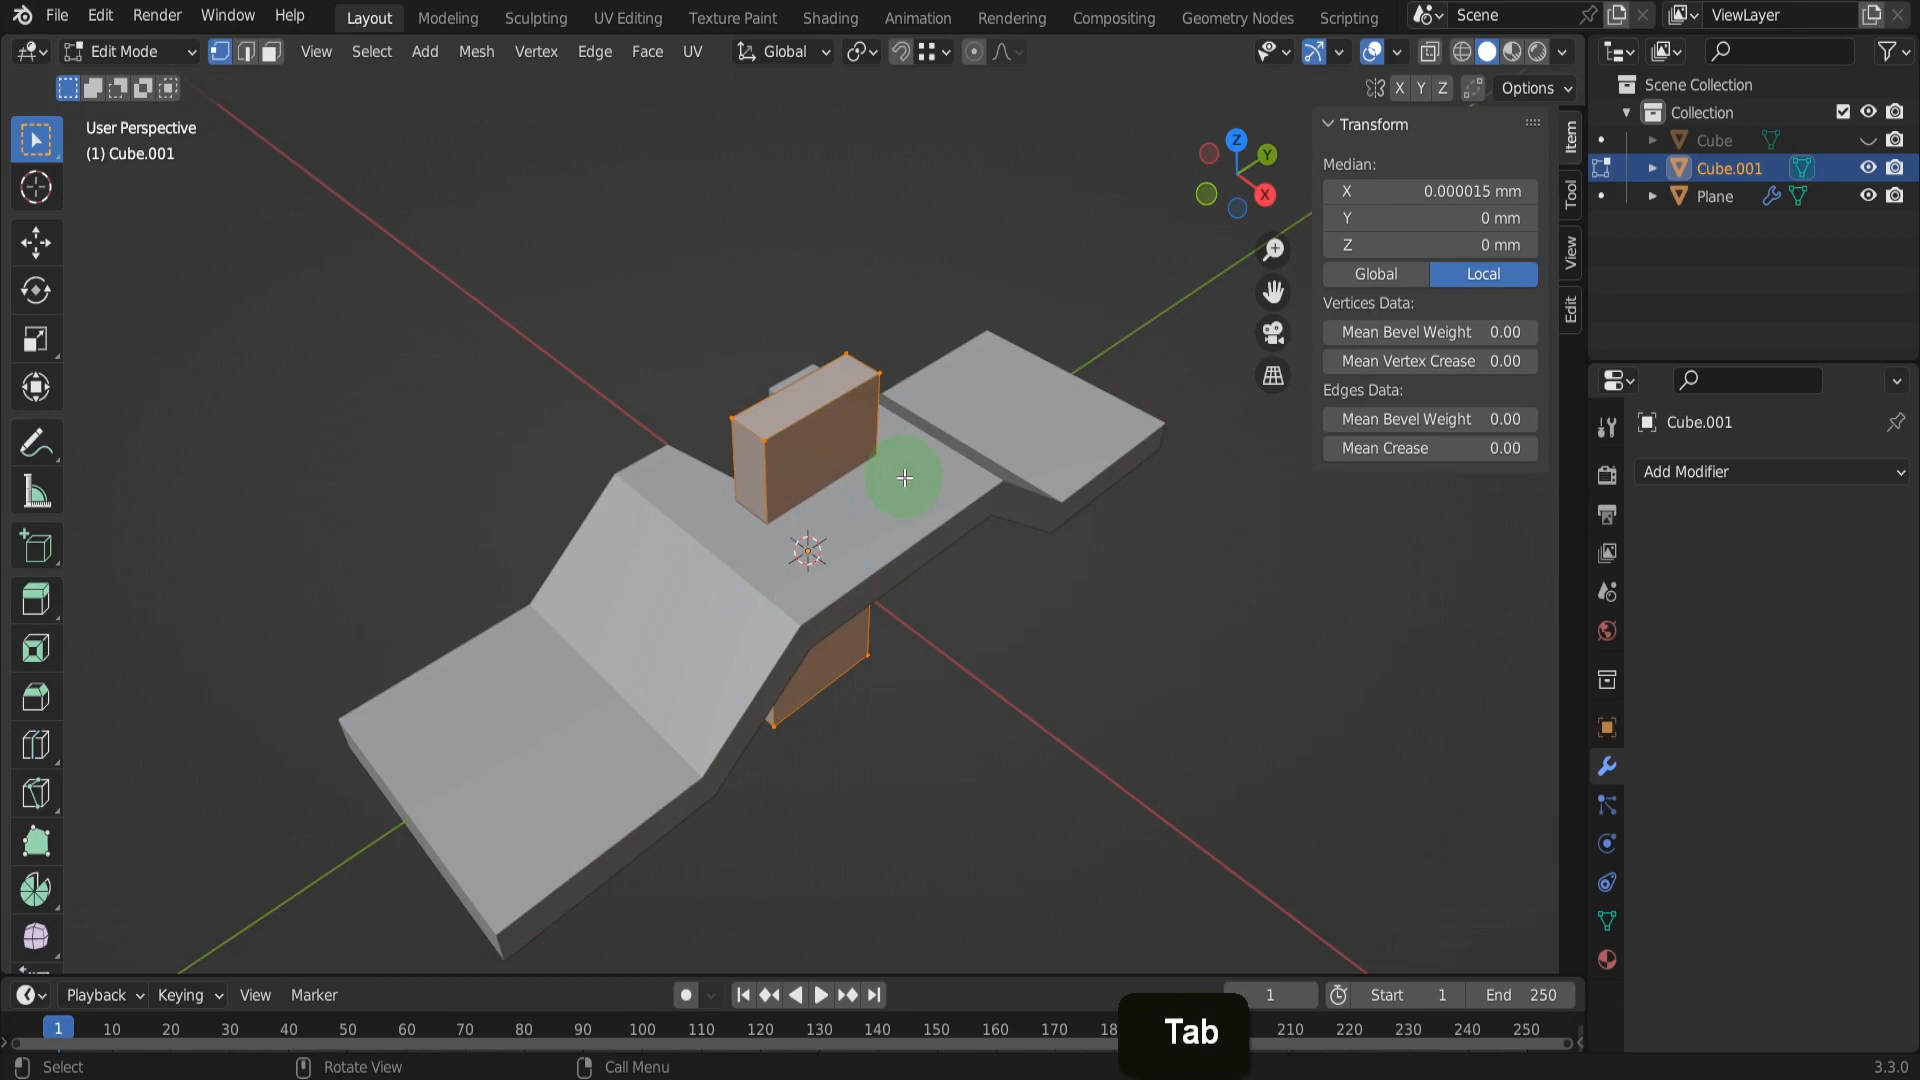 File Edit Render Window Help Layout Modeling Sculpting UV Editing Texture Paint Shading Animation Rendering Compositing Geometry Nodes Scripting Scene ViewLayer
Edit Mode View Select Add Mesh Vertex Edge Face UV Global
X Y Z Options
User Perspective
(1) Cube.001
Z
Y
X
Transform
Median:
X 0.000015 mm
Y 0 mm
Z 0 mm
Global Local
Vertices Data:
Mean Bevel Weight 0.00
Mean Vertex Crease 0.00
Edges Data:
Mean Bevel Weight 0.00
Mean Crease 0.00
Item
Tool
View
Edit
Scene Collection
Collection
Cube
Cube.001
Plane
Cube.001
Add Modifier
Playback Keying View Marker 1 Start 1 End 250
1 10 20 30 40 50 60 70 80 90 100 110 120 130 140 150 160 170 18 210 220 230 240 250
Tab
Select Rotate View Call Menu 3.3.0